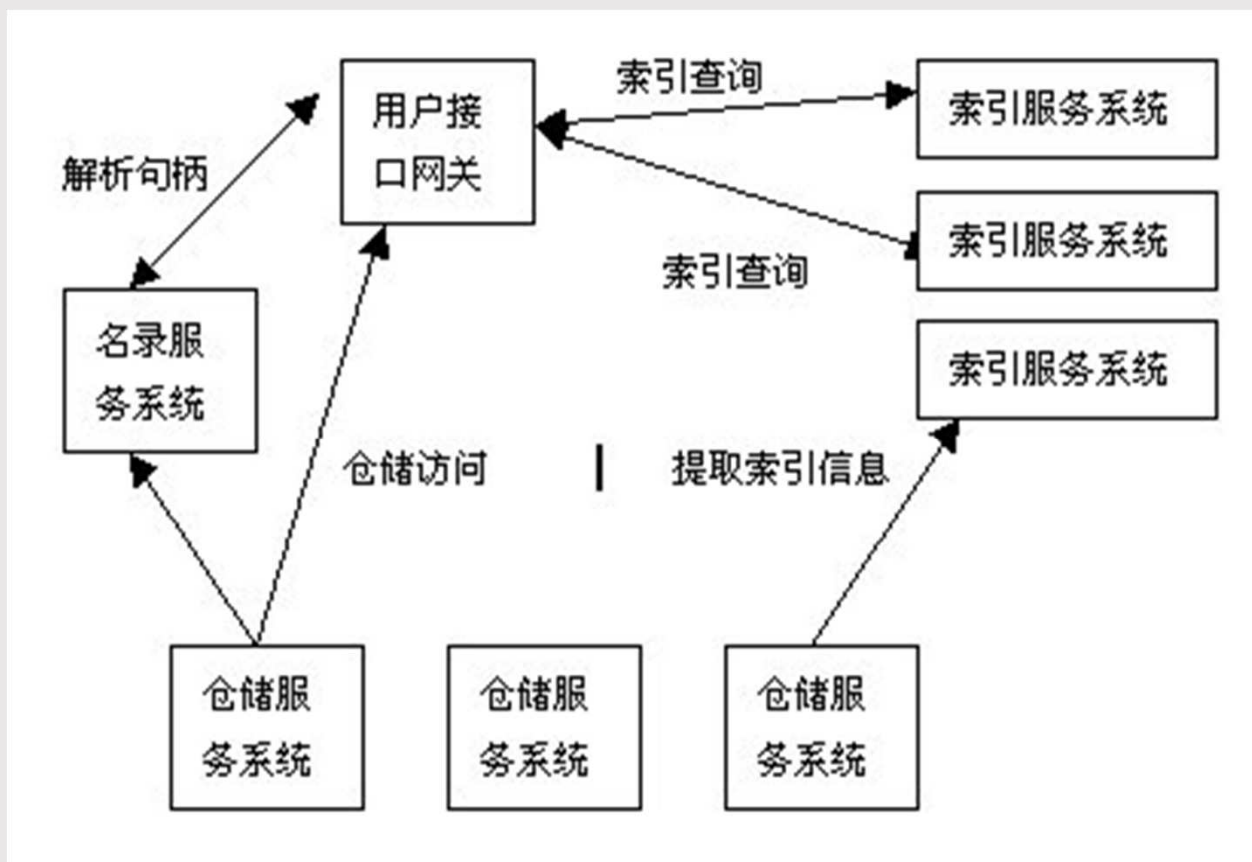 索引查询
用户接
口网关
索引服务系统
解析句柄
索引服务系统
索引查询
名录服
务系统
索引服务系统
仓储访问
提取索引信息
仓储服
务系统
仓储服
务系统
仓储服
务系统